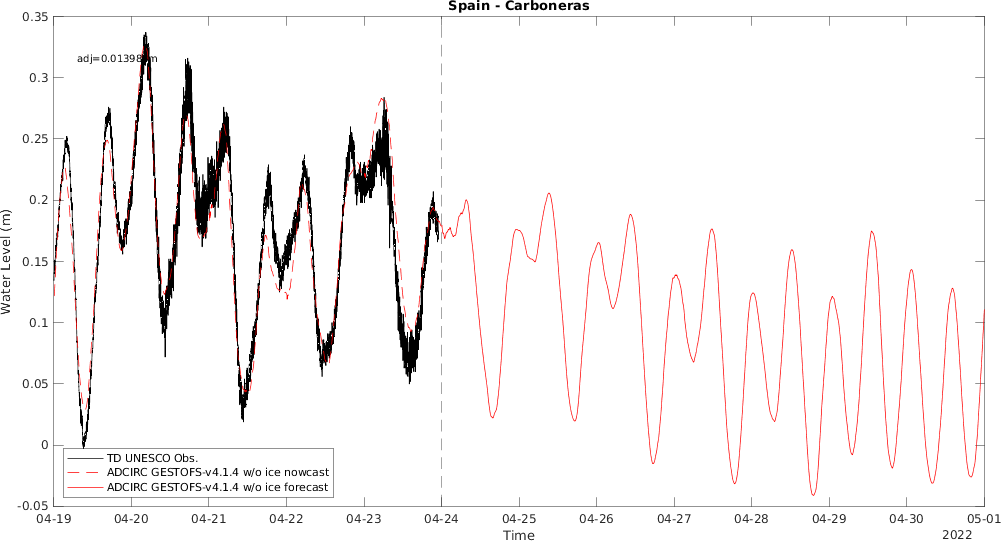 Spain - Carboneras
0.35
adj=0.01398 m
0.3
0.25
0.2
0.15
0.1
0.05
0
-0.05
Water Level (m)
TD UNESCO Obs.
ADCIRC GESTOFS-v4.1.4 w/o ice nowcast
ADCIRC GESTOFS-v4.1.4 w/o ice forecast
04-19 04-20 04-21 04-22 04-23 04-24 04-25 04-26 04-27 04-28 04-29 04-30 05-01
Time
2022